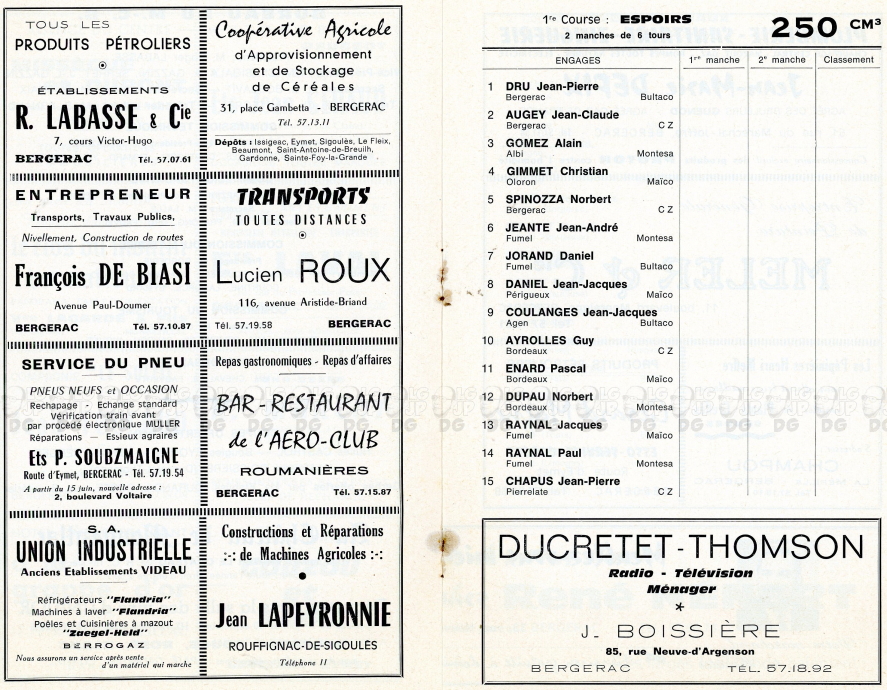 TOUS LES
PRODUITS PÉTROLIERS
ÉTABLISSEMENTS
R. LABASSE & Cie
7, cours Victor-Hugo
BERGERAC Tél. 57.07.61
Coopérative Agricole
d'Approvisionnement
et de Stockage
de Céréales
31, place Gambetta - BERGERAC
Tél. 57.13.11
Dépôts : Issigeac, Eymet, Sigoulès, Le Fleix,
Beaumont, Saint-Antoine-de-Breuilh,
Gardonne, Sainte-Foy-la-Grande
ENTREPRENEUR
Transports, Travaux Publics,
Nivellement, Construction de routes
François DE BIASI
Avenue Paul-Doumer
BERGERAC Tél. 57.10.87
TRANSPORTS
TOUTES DISTANCES
Lucien ROUX
116, avenue Aristide-Briand
Tél. 57.19.58 BERGERAC
SERVICE DU PNEU
PNEUS NEUFS et OCCASION
Rechapage - Echange standard
Vérification train avant
par procédé électronique MULLER
Réparations — Essieux agraires
Ets P. SOUBZMAIGNE
Route d'Eymet, BERGERAC - Tél. 57.19.54
A partir du 15 juin, nouvelle adresse :
2, boulevard Voltaire
Repas gastronomiques - Repas d'affaires
BAR-RESTAURANT
de l'AERO-CLUB
ROUMANIÈRES
BERGERAC Tél. 57.15.87
S. A.
UNION INDUSTRIELLE
Anciens Etablissements VIDEAU
Réfrigérateurs "Flandria"
Machines à laver "Flandria"
Poêles et Cuisinières à mazout
"Zaegel-Held"
BERROGAZ
Nous assurons un service après vente
d'un matériel qui marche
Constructions et Réparations
:-: de Machines Agricoles :-:
Jean LAPEYRONNIE
ROUFFIGNAC-DE-SIGOULÈS
Téléphone 11
1re Course : ESPOIRS 250 CM3
2 manches de 6 tours
ENGAGES 1re manche 2e manche Classement
1 DRU Jean-Pierre
Bergerac Bultaco
2 AUGEY Jean-Claude
Bergerac C Z
3 GOMEZ Alain
Albi Montesa
4 GIMMET Christian
Oloron Maïco
5 SPINOZZA Norbert
Bergerac C Z
6 JEANTE Jean-André
Fumel Montesa
7 JORAND Daniel
Fumel Bultaco
8 DANIEL Jean-Jacques
Périgueux Maïco
9 COULANGES Jean-Jacques
Agen Bultaco
10 AYROLLES Guy
Bordeaux C Z
11 ENARD Pascal
Bordeaux Maïco
12 DUPAU Norbert
Bordeaux Montesa
13 RAYNAL Jacques
Fumel Maïco
14 RAYNAL Paul
Fumel Montesa
15 CHAPUS Jean-Pierre
Pierrelate C Z
DUCRETET-THOMSON
Radio - Télévision
Ménager
*
J. BOISSIÈRE
85, rue Neuve-d'Argenson
BERGERAC TÉL. 57.18.92